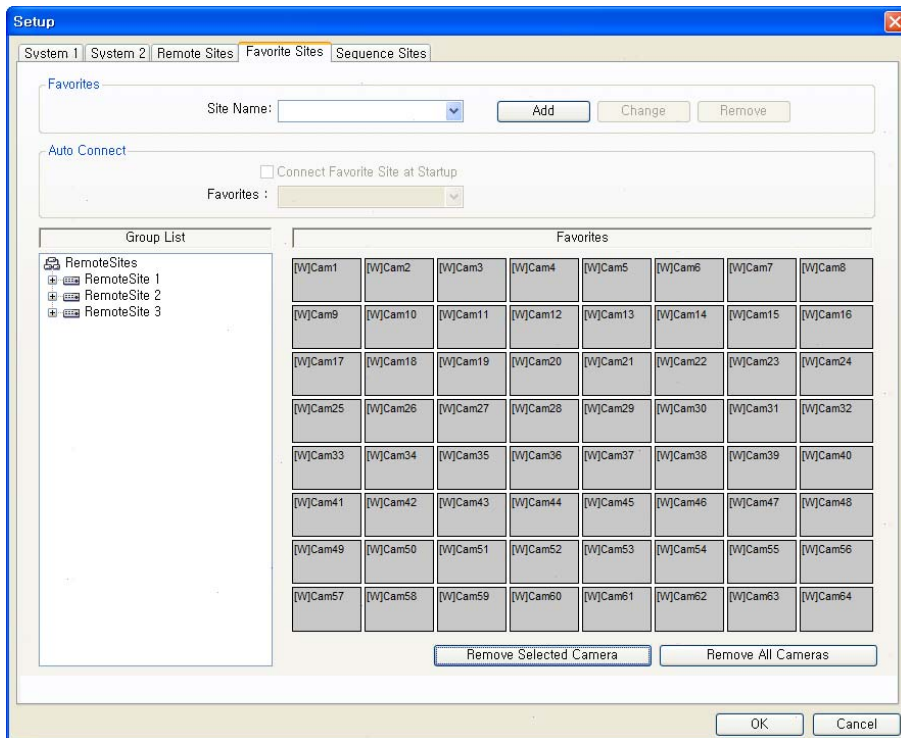 Setup
System 1 System 2 Remote Sites Favorite Sites Sequence Sites
Favorites
Site Name: Add Change Remove
Auto Connect
Connect Favorite Site at Startup
Favorites :
Group List Favorites
RemoteSites
RemoteSite 1
RemoteSite 2
RemoteSite 3
[W]Cam1 [W]Cam2 [W]Cam3 [W]Cam4 [W]Cam5 [W]Cam6 [W]Cam7 [W]Cam8
[W]Cam9 [W]Cam10 [W]Cam11 [W]Cam12 [W]Cam13 [W]Cam14 [W]Cam15 [W]Cam16
[W]Cam17 [W]Cam18 [W]Cam19 [W]Cam20 [W]Cam21 [W]Cam22 [W]Cam23 [W]Cam24
[W]Cam25 [W]Cam26 [W]Cam27 [W]Cam28 [W]Cam29 [W]Cam30 [W]Cam31 [W]Cam32
[W]Cam33 [W]Cam34 [W]Cam35 [W]Cam36 [W]Cam37 [W]Cam38 [W]Cam39 [W]Cam40
[W]Cam41 [W]Cam42 [W]Cam43 [W]Cam44 [W]Cam45 [W]Cam46 [W]Cam47 [W]Cam48
[W]Cam49 [W]Cam50 [W]Cam51 [W]Cam52 [W]Cam53 [W]Cam54 [W]Cam55 [W]Cam56
[W]Cam57 [W]Cam58 [W]Cam59 [W]Cam60 [W]Cam61 [W]Cam62 [W]Cam63 [W]Cam64
Remove Selected Camera Remove All Cameras
OK Cancel